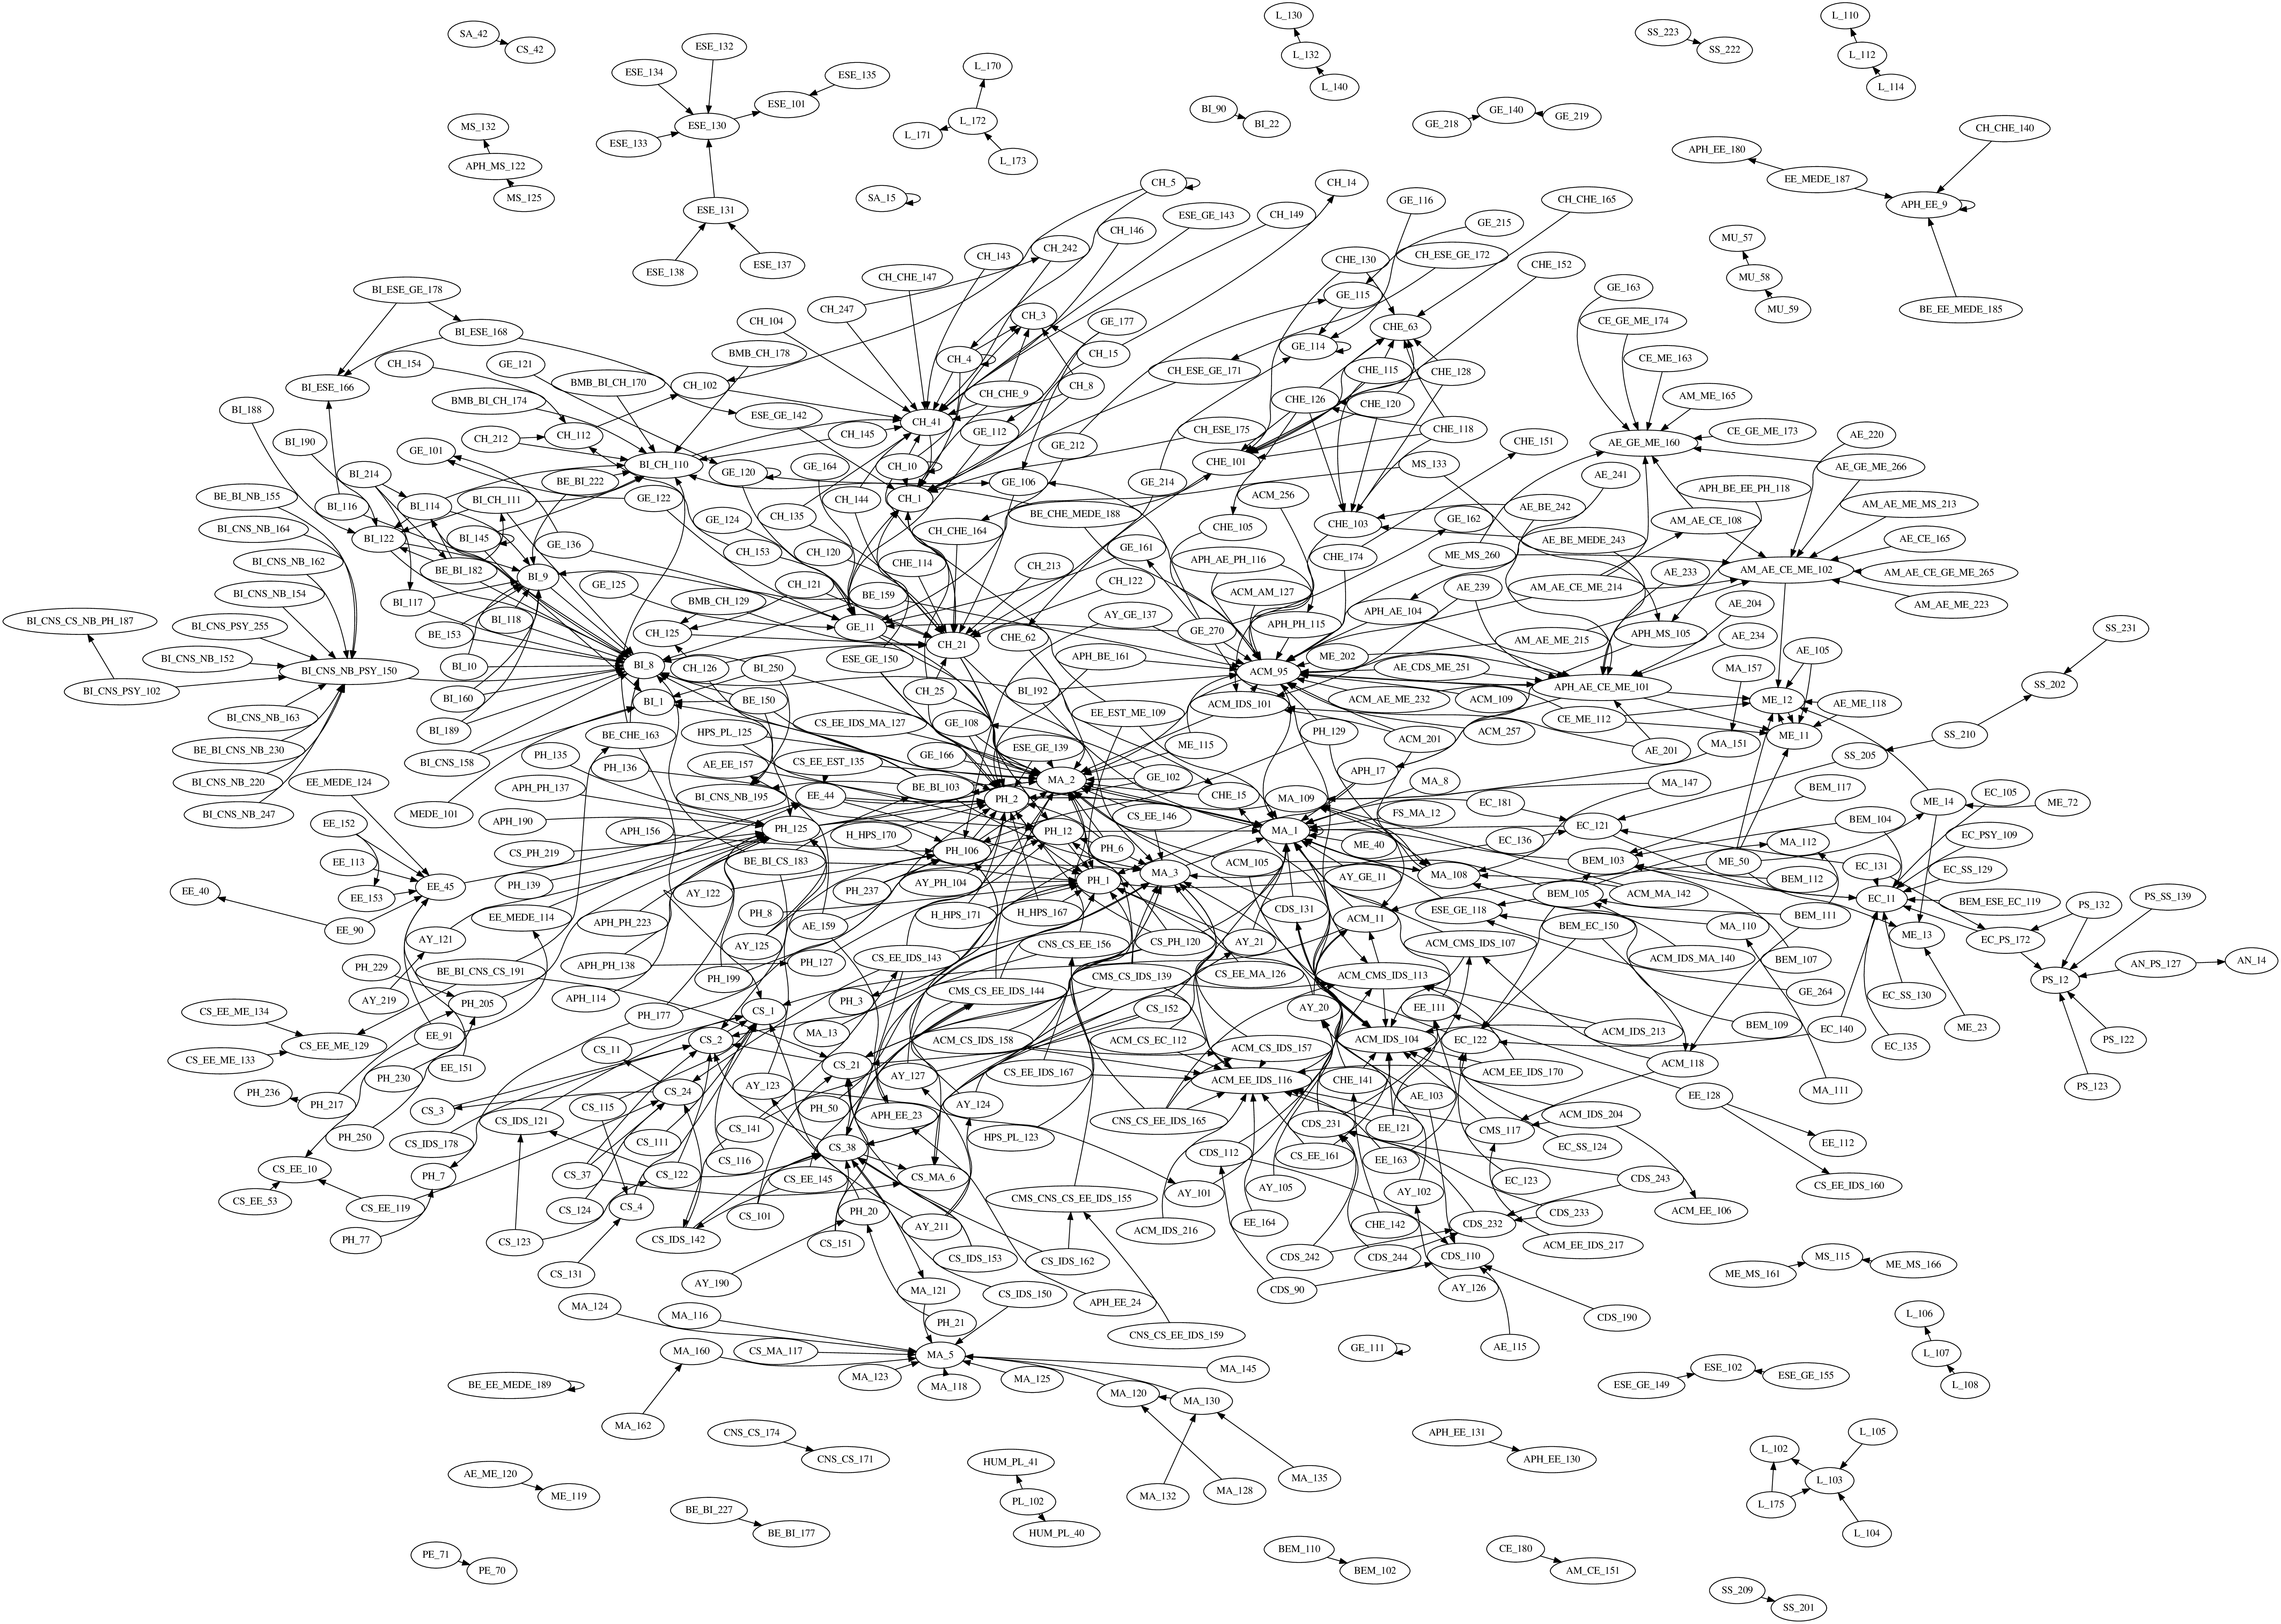 L_130
L_110
SA_42
CS_42
SS_223
SS_222
ESE_132
L_132
L_112
ESE_134
ESE_135
L_170
L_140
L_114
ESE_101
BI_90
BI_22
GE_140
GE_218
GE_219
MS_132
ESE_130
L_172
L_171
CH_CHE_140
ESE_133
APH_EE_180
L_173
APH_MS_122
EE_MEDE_187
MS_125
SA_15
CH_5
CH_14
CH_CHE_165
APH_EE_9
ESE_131
GE_116
ESE_GE_143
CH_149
GE_215
CH_146
MU_57
CH_242
CH_143
CH_ESE_GE_172
CHE_130
CHE_152
ESE_138
ESE_137
CH_CHE_147
MU_58
BI_ESE_GE_178
GE_163
GE_115
CH_247
MU_59
BE_EE_MEDE_185
CH_3
CH_104
GE_177
CHE_63
CE_GE_ME_174
BI_ESE_168
GE_114
BMB_CH_178
CH_15
CH_4
CE_ME_163
CH_154
GE_121
CH_ESE_GE_171
CHE_115
CHE_128
BI_ESE_166
BMB_BI_CH_170
CH_102
CH_8
CH_CHE_9
AM_ME_165
BMB_BI_CH_174
CHE_126
CHE_120
BI_188
ESE_GE_142
CH_41
CE_GE_ME_173
CH_112
CH_145
GE_112
CH_ESE_175
CHE_118
AE_220
CH_212
BI_190
GE_212
CHE_151
AE_GE_ME_160
GE_101
BI_CH_110
CHE_101
MS_133
AE_GE_ME_266
BI_214
GE_120
GE_164
CH_10
GE_106
GE_214
AE_241
BE_BI_222
APH_BE_EE_PH_118
BE_BI_NB_155
BI_CH_111
GE_122
CH_1
ACM_256
AM_AE_ME_MS_213
BI_116
BI_114
CH_144
AE_BE_242
BI_CNS_NB_164
CH_135
BE_CHE_MEDE_188
CHE_105
CHE_103
GE_162
AM_AE_CE_108
GE_124
CH_CHE_164
BI_122
BI_145
AE_CE_165
GE_136
AE_BE_MEDE_243
GE_161
CH_153
CH_120
APH_AE_PH_116
CHE_174
ME_MS_260
BI_CNS_NB_162
BE_BI_182
CHE_114
CH_213
AE_233
AM_AE_CE_ME_102
AM_AE_CE_GE_ME_265
BI_9
GE_125
CH_121
CH_122
AM_AE_CE_ME_214
BI_CNS_NB_154
BE_159
ACM_AM_127
AE_239
BI_117
BMB_CH_129
APH_AE_104
AE_204
AM_AE_ME_223
BI_CNS_CS_NB_PH_187
BI_118
AY_GE_137
BI_CNS_PSY_255
GE_11
GE_270
APH_PH_115
BE_153
CH_125
CHE_62
APH_MS_105
SS_231
CH_21
AM_AE_ME_215
AE_234
BI_CNS_NB_152
BI_CNS_NB_PSY_150
BI_10
BI_8
CH_126
BI_250
ESE_GE_150
APH_BE_161
ME_202
ACM_95
AE_CDS_ME_251
AE_105
MA_157
BI_CNS_PSY_102
SS_202
BI_160
BI_1
BE_150
CH_25
BI_192
ACM_AE_ME_232
ACM_109
APH_AE_CE_ME_101
ME_12
BI_CNS_NB_163
ACM_IDS_101
AE_ME_118
BI_189
CS_EE_IDS_MA_127
GE_108
EE_EST_ME_109
CE_ME_112
BE_CHE_163
HPS_PL_125
PH_129
ACM_201
ACM_257
ME_11
SS_210
BE_BI_CNS_NB_230
ESE_GE_139
ME_115
MA_151
AE_201
PH_135
GE_166
SS_205
BI_CNS_158
AE_EE_157
CS_EE_EST_135
PH_136
BI_CNS_NB_220
EE_MEDE_124
BI_CNS_NB_195
MA_2
GE_102
APH_17
MA_8
MA_147
APH_PH_137
BE_BI_103
PH_2
CHE_15
BEM_117
BI_CNS_NB_247
MEDE_101
EE_44
MA_109
EC_181
FS_MA_12
ME_14
EC_105
ME_72
APH_190
EE_152
APH_156
PH_125
H_HPS_170
PH_12
CS_EE_146
MA_1
EC_121
BEM_104
EC_PSY_109
CS_PH_219
PH_106
PH_6
ME_40
EC_136
MA_112
EE_113
BE_BI_CS_183
ACM_105
BEM_103
ME_50
EC_131
EC_SS_129
EE_40
EE_45
PH_139
AY_122
PH_237
AY_PH_104
MA_3
AY_GE_11
MA_108
BEM_112
EE_153
PH_1
BEM_105
ACM_MA_142
EC_11
BEM_ESE_EC_119
PS_SS_139
EE_90
EE_MEDE_114
APH_PH_223
PH_8
AE_159
H_HPS_171
H_HPS_167
CDS_131
ACM_11
ESE_GE_118
BEM_EC_150
MA_110
BEM_111
PS_132
AY_121
AY_125
CS_PH_120
AY_21
ME_13
EC_PS_172
CS_EE_IDS_143
CNS_CS_EE_156
ACM_CMS_IDS_107
BEM_107
PH_229
BE_BI_CNS_CS_191
APH_PH_138
PH_127
CS_EE_MA_126
ACM_IDS_MA_140
AN_PS_127
AN_14
AY_219
PH_199
CMS_CS_IDS_139
ACM_CMS_IDS_113
PS_12
PH_205
APH_114
PH_3
CMS_CS_EE_IDS_144
GE_264
EC_SS_130
PH_177
CS_1
CS_152
AY_20
EE_111
BEM_109
ME_23
CS_EE_ME_134
MA_13
EC_140
PS_122
CS_EE_ME_129
EE_91
CS_2
ACM_CS_IDS_158
ACM_CS_EC_112
ACM_IDS_104
EC_122
ACM_IDS_213
CS_11
ACM_CS_IDS_157
EC_135
CS_EE_ME_133
EE_151
CS_21
ACM_118
PH_230
CS_EE_IDS_167
CHE_141
ACM_EE_IDS_170
PS_123
PH_236
PH_217
CS_24
AY_123
AY_127
ACM_EE_IDS_116
MA_111
CS_3
CS_115
PH_50
AY_124
AE_103
EE_128
CS_IDS_121
APH_EE_23
CNS_CS_EE_IDS_165
CDS_231
EE_121
ACM_IDS_204
CS_141
CMS_117
PH_250
CS_IDS_178
CS_111
HPS_PL_123
EE_112
CS_38
CDS_112
CS_EE_161
EE_163
EC_SS_124
CS_EE_10
CS_37
CS_116
CS_122
PH_7
CS_EE_145
CS_MA_6
EC_123
CDS_243
CS_EE_IDS_160
CS_EE_53
CS_EE_119
CS_124
CS_4
CS_101
PH_20
AY_101
CMS_CNS_CS_EE_IDS_155
AY_105
AY_102
CDS_233
ACM_EE_106
PH_77
CS_123
CS_IDS_142
AY_211
ACM_IDS_216
EE_164
CHE_142
CDS_232
CS_151
ACM_EE_IDS_217
CS_131
CS_IDS_153
CS_IDS_162
CDS_242
CDS_244
CDS_110
MS_115
AY_190
ME_MS_161
ME_MS_166
MA_121
CS_IDS_150
APH_EE_24
CDS_90
AY_126
MA_124
MA_116
PH_21
CDS_190
L_106
CNS_CS_EE_IDS_159
AE_115
MA_160
CS_MA_117
MA_5
GE_111
L_107
MA_145
ESE_102
BE_EE_MEDE_189
MA_123
MA_118
MA_125
ESE_GE_149
ESE_GE_155
L_108
MA_120
MA_130
MA_162
CNS_CS_174
APH_EE_131
L_105
L_102
CNS_CS_171
HUM_PL_41
APH_EE_130
AE_ME_120
MA_135
L_103
ME_119
MA_132
MA_128
PL_102
L_175
BE_BI_227
BE_BI_177
HUM_PL_40
L_104
PE_71
PE_70
BEM_110
BEM_102
CE_180
AM_CE_151
SS_209
SS_201